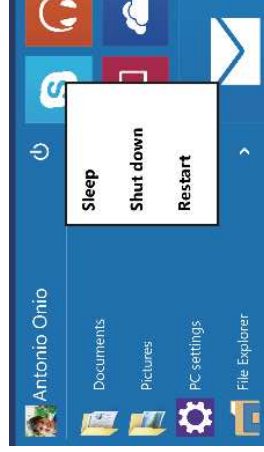 Antonio Onio
Documents
Pictures
PC settings
File Explorer
Sleep
Shut down
Restart